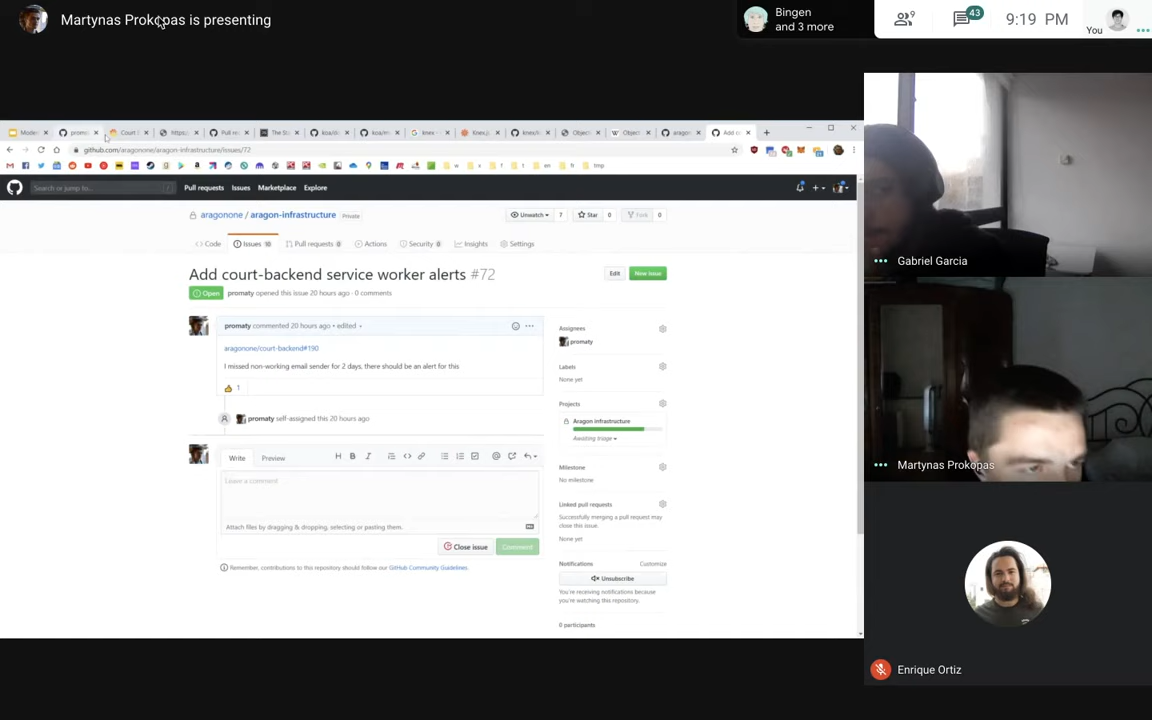 Martynas Prokopas is presenting
Bingen
and 3 more
9
43
9:19 PM
You
github.com/aragonone/aragon-infrastructure/issues/72
Search or jump to...
Pull requests
Issues
Marketplace
Explore
aragonone / aragon-infrastructure Private
Unwatch 7
Star 0
Fork 0
Code
Issues 10
Pull requests 0
Actions
Security 0
Insights
Settings
Add court-backend service worker alerts #72
Edit
New issue
Open
promaty opened this issue 20 hours ago · 0 comments
promaty commented 20 hours ago • edited
aragonone/court-backend#190
I missed non-working email sender for 2 days, there should be an alert for this
1
promaty self-assigned this 20 hours ago
Write
Preview
Leave a comment
Attach files by dragging & dropping, selecting or pasting them.
Close issue
Comment
Remember, contributions to this repository should follow our GitHub Community Guidelines.
Assignees
promaty
Labels
None yet
Projects
Aragon infrastructure
Awaiting triage
Milestone
No milestone
Linked pull requests
Successfully merging a pull request may
close this issue.
None yet
Notifications
Customize
Unsubscribe
You're receiving notifications because
you're watching this repository.
0 participants
Gabriel Garcia
Martynas Prokopas
Enrique Ortiz